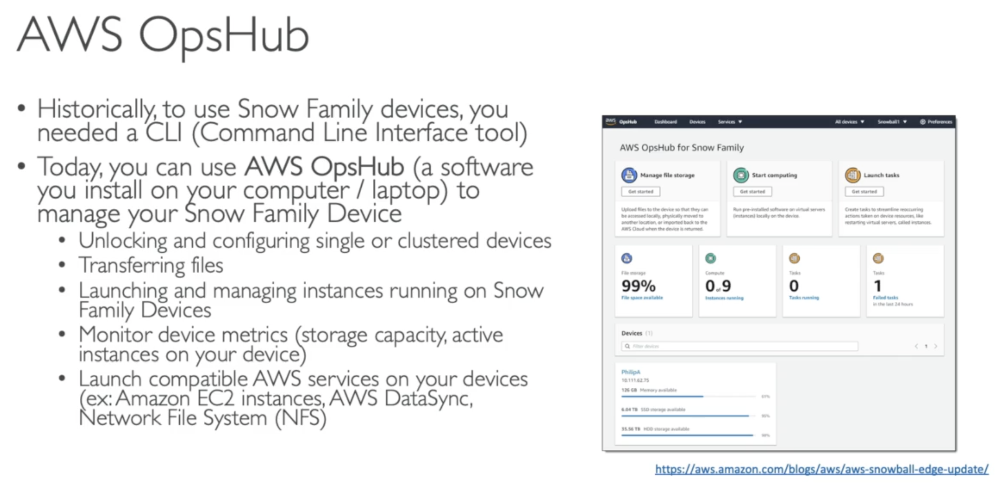 AWS OpsHub
• Historically, to use Snow Family devices, you
needed a CLI (Command Line Interface tool)
• Today, you can use AWS OpsHub (a software
you install on your computer / laptop) to
manage your Snow Family Device
• Unlocking and configuring single or clustered devices
• Transferring files
• Launching and managing instances running on Snow
Family Devices
• Monitor device metrics (storage capacity, active
instances on your device)
• Launch compatible AWS services on your devices
(ex: Amazon EC2 instances, AWS DataSync,
Network File System (NFS)
aws OpsHub Dashboard Devices Services All devices Snowball1 Preferences
AWS OpsHub for Snow Family
Manage file storage
Get started
Upload files to the device so that they can
be accessed locally, physically moved to
another location, or imported back to the
AWS Cloud when the device is returned.
Start computing
Get started
Run pre-installed software on virtual servers
(instances) locally on the device.
Launch tasks
Get started
Create tasks to streamline reoccurring
actions taken on device resources, like
restarting virtual servers, called instances.
File storage
99%
File space available
Compute
0 of 9
Instances running
Tasks
0
Tasks running
Tasks
1
Failed tasks
in the last 24 hours
Devices (1)
Filter devices
< 1 >
PhilipA
10.111.62.75
126 GB Memory available
61%
6.04 TB SSD storage available
95%
35.56 TB HDD storage available
98%
https://aws.amazon.com/blogs/aws/aws-snowball-edge-update/